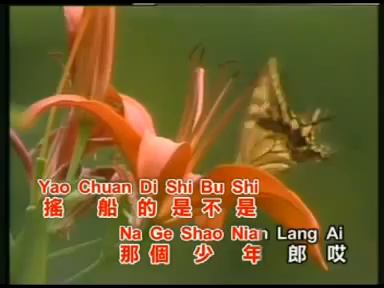 Yao Chuan Di Shi Bu Shi
搖 船 的 是 不 是
Na Ge Shao Nian Lang Ai
那 個 少 年 郎 哎